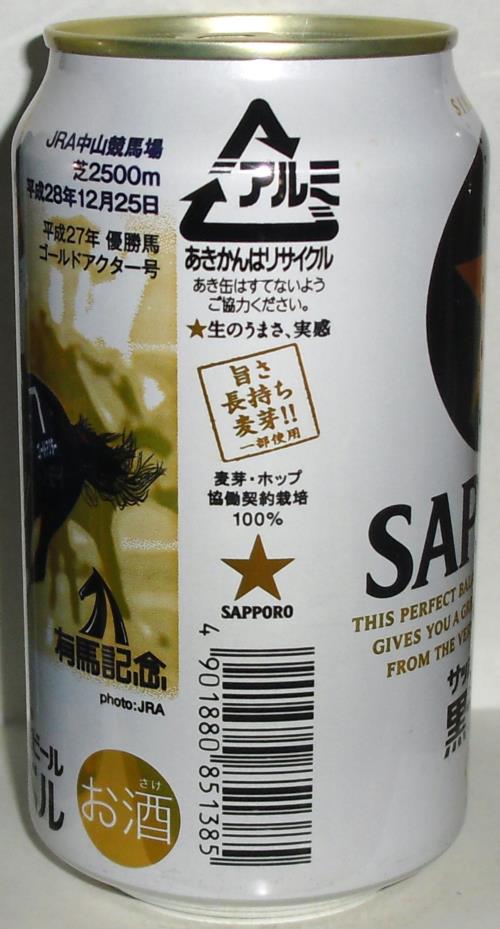 JRA中山競馬場
芝2500m
平成28年12月25日
平成27年 優勝馬
ゴールドアクター号
有馬記念
photo:JRA
お酒
さけ
アルミ
あきかんはリサイクル
あき缶はすてないよう
ご協力ください。
★生のうまさ、実感
旨さ
長持ち
麦芽!!
一部使用
麦芽・ホップ
協働契約栽培
100%
SAPPORO
4 901880 851385
SAP
THIS PERFECT
GIVES YOU A
FROM THE
サッ
黒